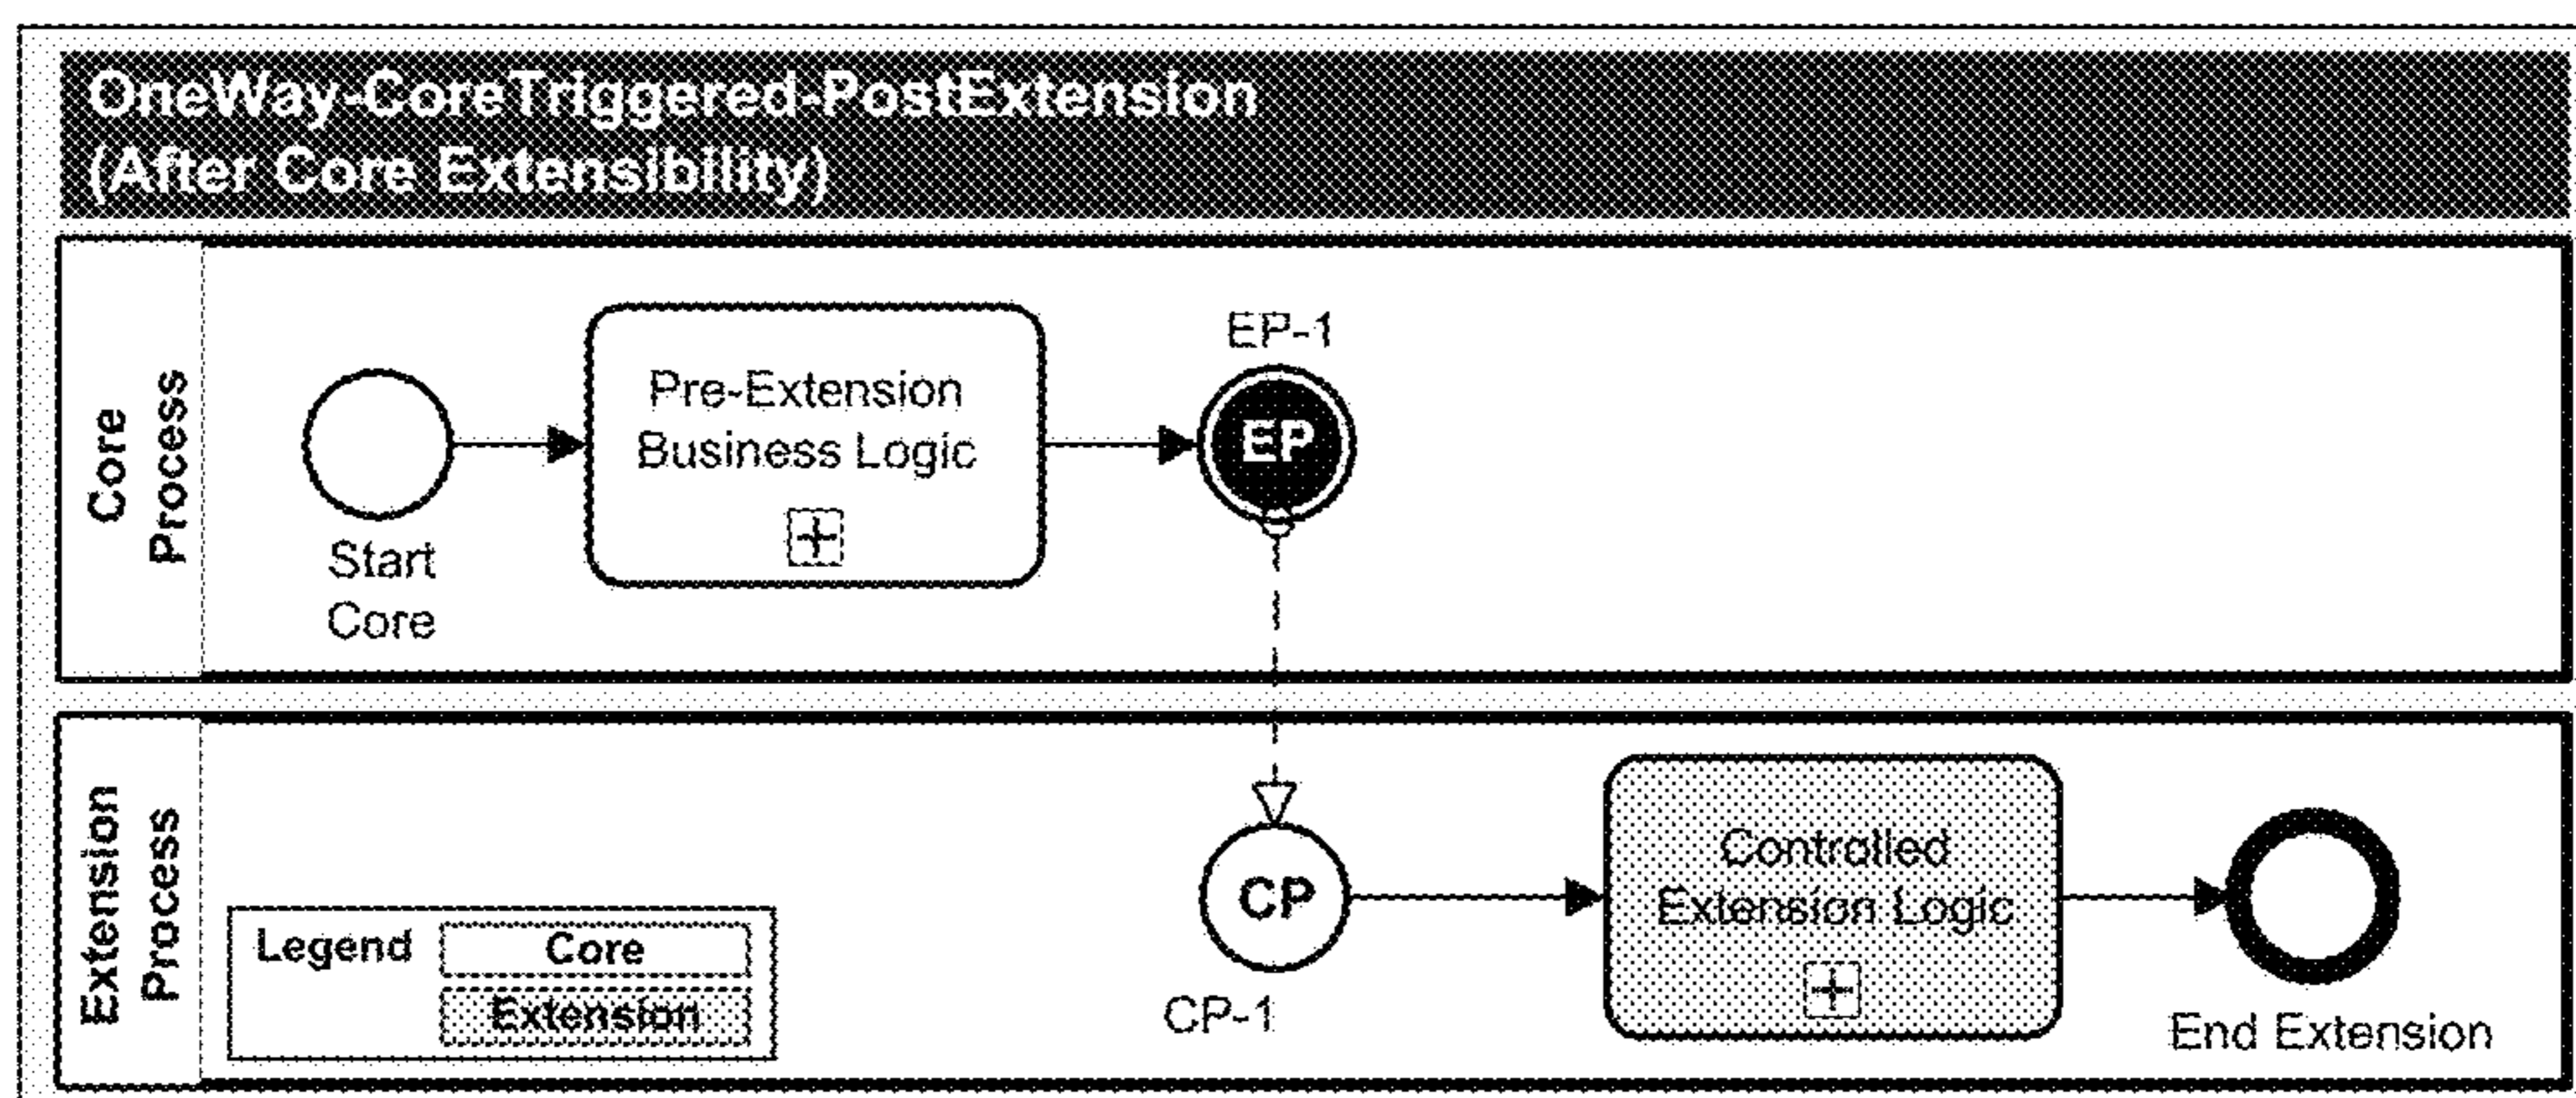 OneWay-CoreTriggered-PostExtension
(After Core Extensibility)
Core
Process
Start
Core
Pre-Extension
Business Logic
EP-1
EP
Extension
Process
Legend
Core
Extension
CP
CP-1
Controlled
Extension Logic
End Extension